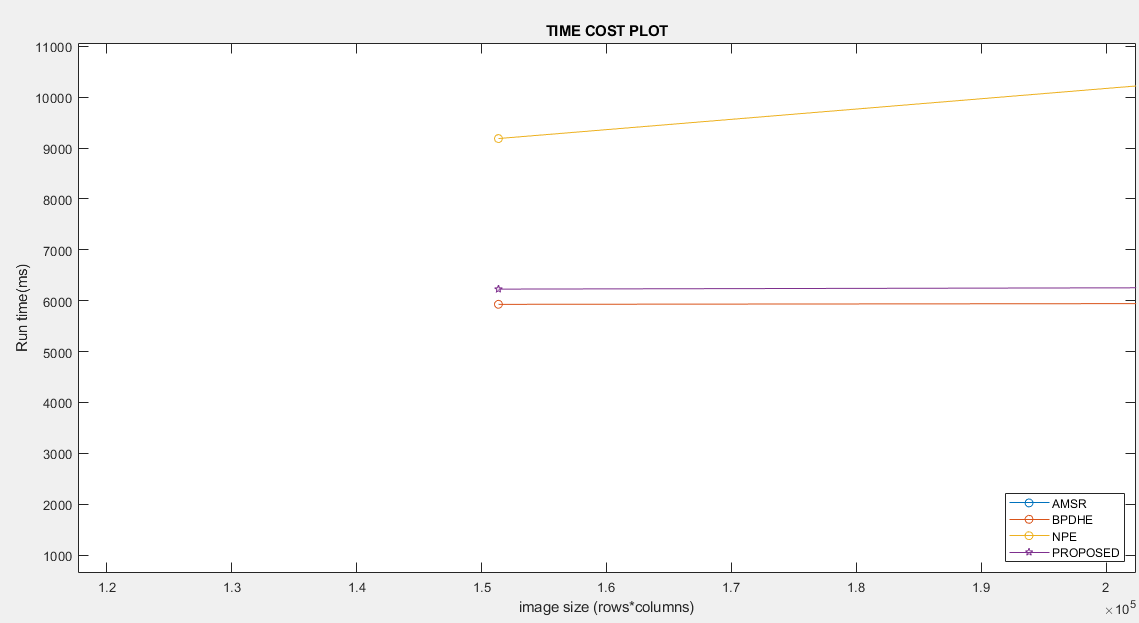 TIME COST PLOT
11000
10000
9000
8000
7000
6000
5000
4000
3000
2000
1000
Run time(ms)
AMSR
BPDHE
NPE
PROPOSED
1.2 1.3 1.4 1.5 1.6 1.7 1.8 1.9 2
image size (rows*columns)
×10⁵